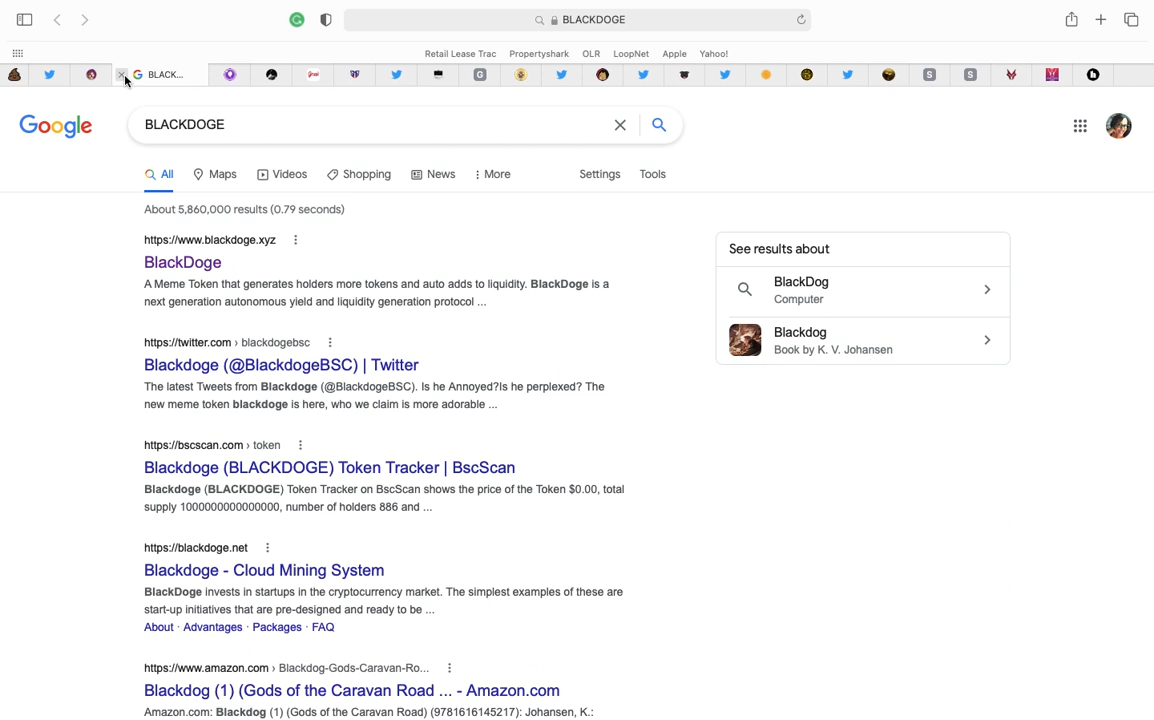 BLACKDOGE
Retail Lease Trac Propertyshark OLR LoopNet Apple Yahoo!
BLACK...
Google
BLACKDOGE
All Maps Videos Shopping News More Settings Tools
About 5,860,000 results (0.79 seconds)
https://www.blackdoge.xyz
BlackDoge
A Meme Token that generates holders more tokens and auto adds to liquidity. BlackDoge is a
next generation autonomous yield and liquidity generation protocol ...
https://twitter.com › blackdogebsc
Blackdoge (@BlackdogeBSC) | Twitter
The latest Tweets from Blackdoge (@BlackdogeBSC). Is he Annoyed?Is he perplexed? The
new meme token blackdoge is here, who we claim is more adorable ...
https://bscscan.com › token
Blackdoge (BLACKDOGE) Token Tracker | BscScan
Blackdoge (BLACKDOGE) Token Tracker on BscScan shows the price of the Token $0.00, total
supply 1000000000000000, number of holders 886 and ...
https://blackdoge.net
Blackdoge - Cloud Mining System
BlackDoge invests in startups in the cryptocurrency market. The simplest examples of these are
start-up initiatives that are pre-designed and ready to be ...
About · Advantages · Packages · FAQ
https://www.amazon.com › Blackdog-Gods-Caravan-Ro...
Blackdog (1) (Gods of the Caravan Road ... - Amazon.com
Amazon.com: Blackdog (1) (Gods of the Caravan Road) (9781616145217): Johansen, K.:
See results about
BlackDog
Computer
Blackdog
Book by K. V. Johansen